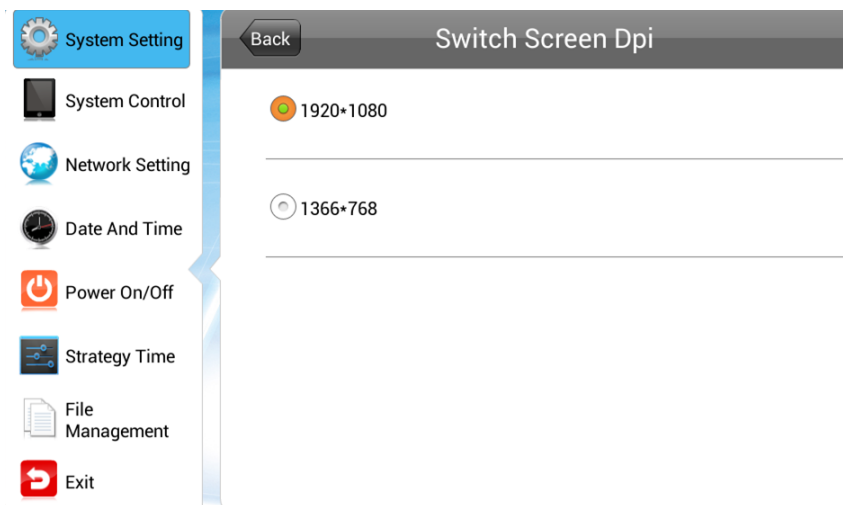 System Setting
System Control
Network Setting
Date And Time
Power On/Off
Strategy Time
File
Management
Exit
Back
Switch Screen Dpi
1920*1080
1366*768